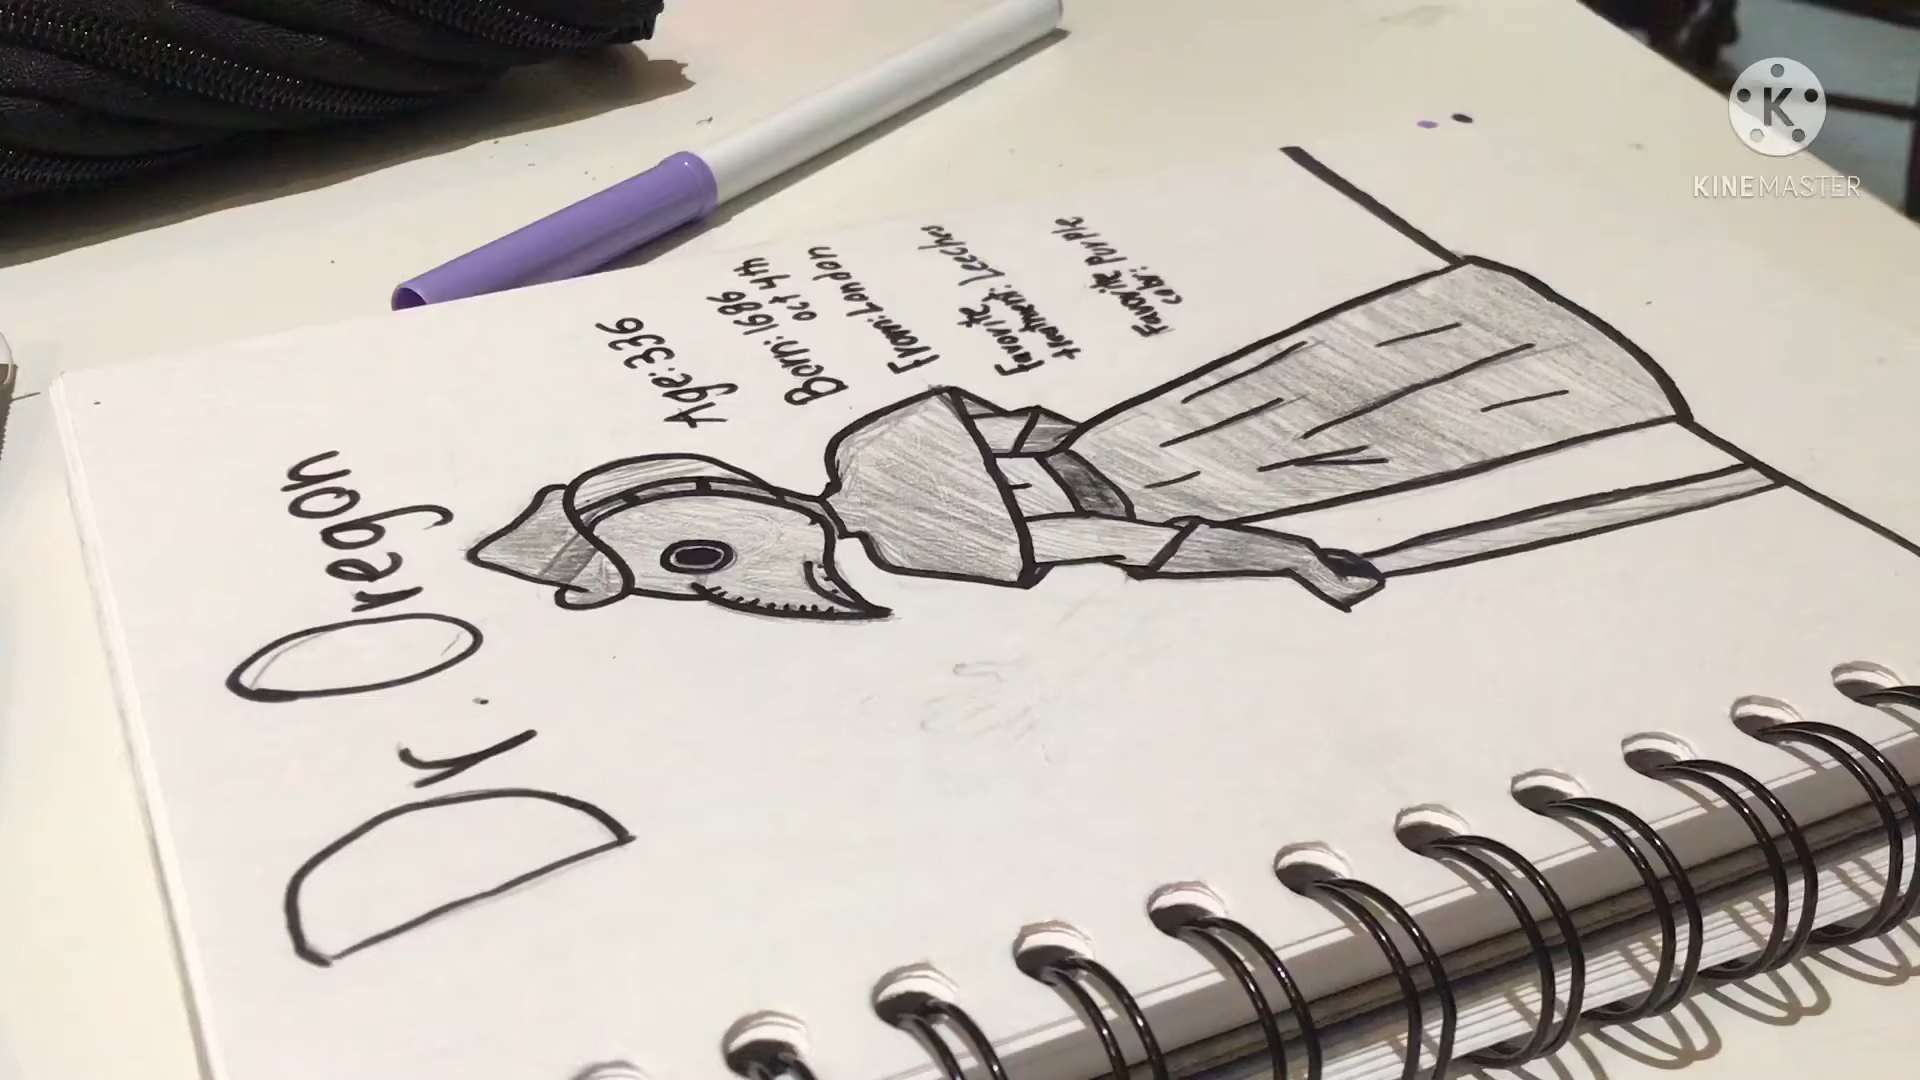 Dr. Oregon
Age:336
Born:1686
oct 4th
From:London
Favorite
treatment: Leeches
Favorite
color: Purple
K
KINEMASTER